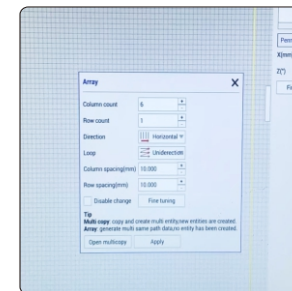 Array X
Column count 6
Row count 1
Direction Horizontal
Loop Unidirection
Column spacing(mm) 10.000
Row spacing(mm) 10.000
Disable change Fine tuning
Tip
Multi copy: copy and create multi entity,new entities are created.
Array: generate multi same path data,no entity has been created.
Open multicopy Apply
X(mm)
Z(°)